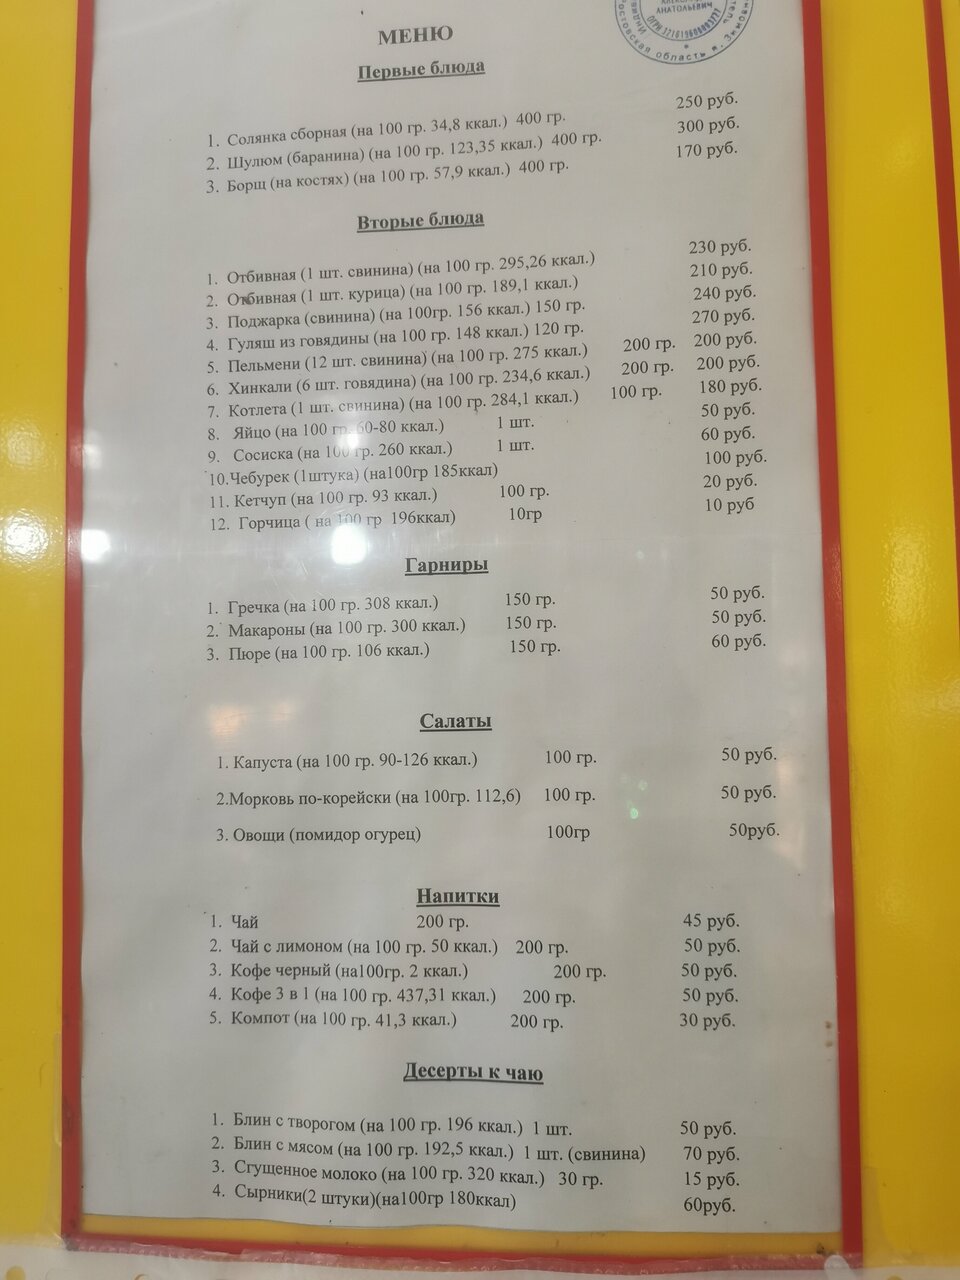 АНАТОЛЬЕВИЧ
Ростовская область
МЕНЮ
Первые блюда
1. Солянка сборная (на 100 гр. 34,8 ккал.) 400 гр. 250 руб.
2. Шулюм (баранина) (на 100 гр. 123,35 ккал.) 400 гр. 300 руб.
3. Борщ (на костях) (на 100 гр. 57,9 ккал.) 400 гр. 170 руб.
Вторые блюда
1. Отбивная (1 шт. свинина) (на 100 гр. 295,26 ккал.) 230 руб.
2. Отбивная (1 шт. курица) (на 100 гр. 189,1 ккал.) 210 руб.
3. Поджарка (свинина) (на 100гр. 156 ккал.) 150 гр. 240 руб.
4. Гуляш из говядины (на 100 гр. 148 ккал.) 120 гр. 270 руб.
5. Пельмени (12 шт. свинина) (на 100 гр. 275 ккал.) 200 гр. 200 руб.
6. Хинкали (6 шт. говядина) (на 100 гр. 234,6 ккал.) 200 гр. 200 руб.
7. Котлета (1 шт. свинина) (на 100 гр. 284,1 ккал.) 100 гр. 180 руб.
8. Яйцо (на 100 гр. 60-80 ккал.) 1 шт. 50 руб.
9. Сосиска (на 100 гр. 260 ккал.) 1 шт. 60 руб.
10.Чебурек (1штука) (на100гр 185ккал) 100 руб.
11. Кетчуп (на 100 гр. 93 ккал.) 100 гр. 20 руб.
12. Горчица ( на 100 гр 196ккал) 10гр 10 руб
Гарниры
1. Гречка (на 100 гр. 308 ккал.) 150 гр. 50 руб.
2. Макароны (на 100 гр. 300 ккал.) 150 гр. 50 руб.
3. Пюре (на 100 гр. 106 ккал.) 150 гр. 60 руб.
Салаты
1. Капуста (на 100 гр. 90-126 ккал.) 100 гр. 50 руб.
2.Морковь по-корейски (на 100гр. 112,6) 100 гр. 50 руб.
3. Овощи (помидор огурец) 100гр 50руб.
Напитки
1. Чай 200 гр. 45 руб.
2. Чай с лимоном (на 100 гр. 50 ккал.) 200 гр. 50 руб.
3. Кофе черный (на100гр. 2 ккал.) 200 гр. 50 руб.
4. Кофе 3 в 1 (на 100 гр. 437,31 ккал.) 200 гр. 50 руб.
5. Компот (на 100 гр. 41,3 ккал.) 200 гр. 30 руб.
Десерты к чаю
1. Блин с творогом (на 100 гр. 196 ккал.) 1 шт. 50 руб.
2. Блин с мясом (на 100 гр. 192,5 ккал.) 1 шт. (свинина) 70 руб.
3. Сгущенное молоко (на 100 гр. 320 ккал.) 30 гр. 15 руб.
4. Сырники(2 штуки)(на100гр 180ккал) 60руб.